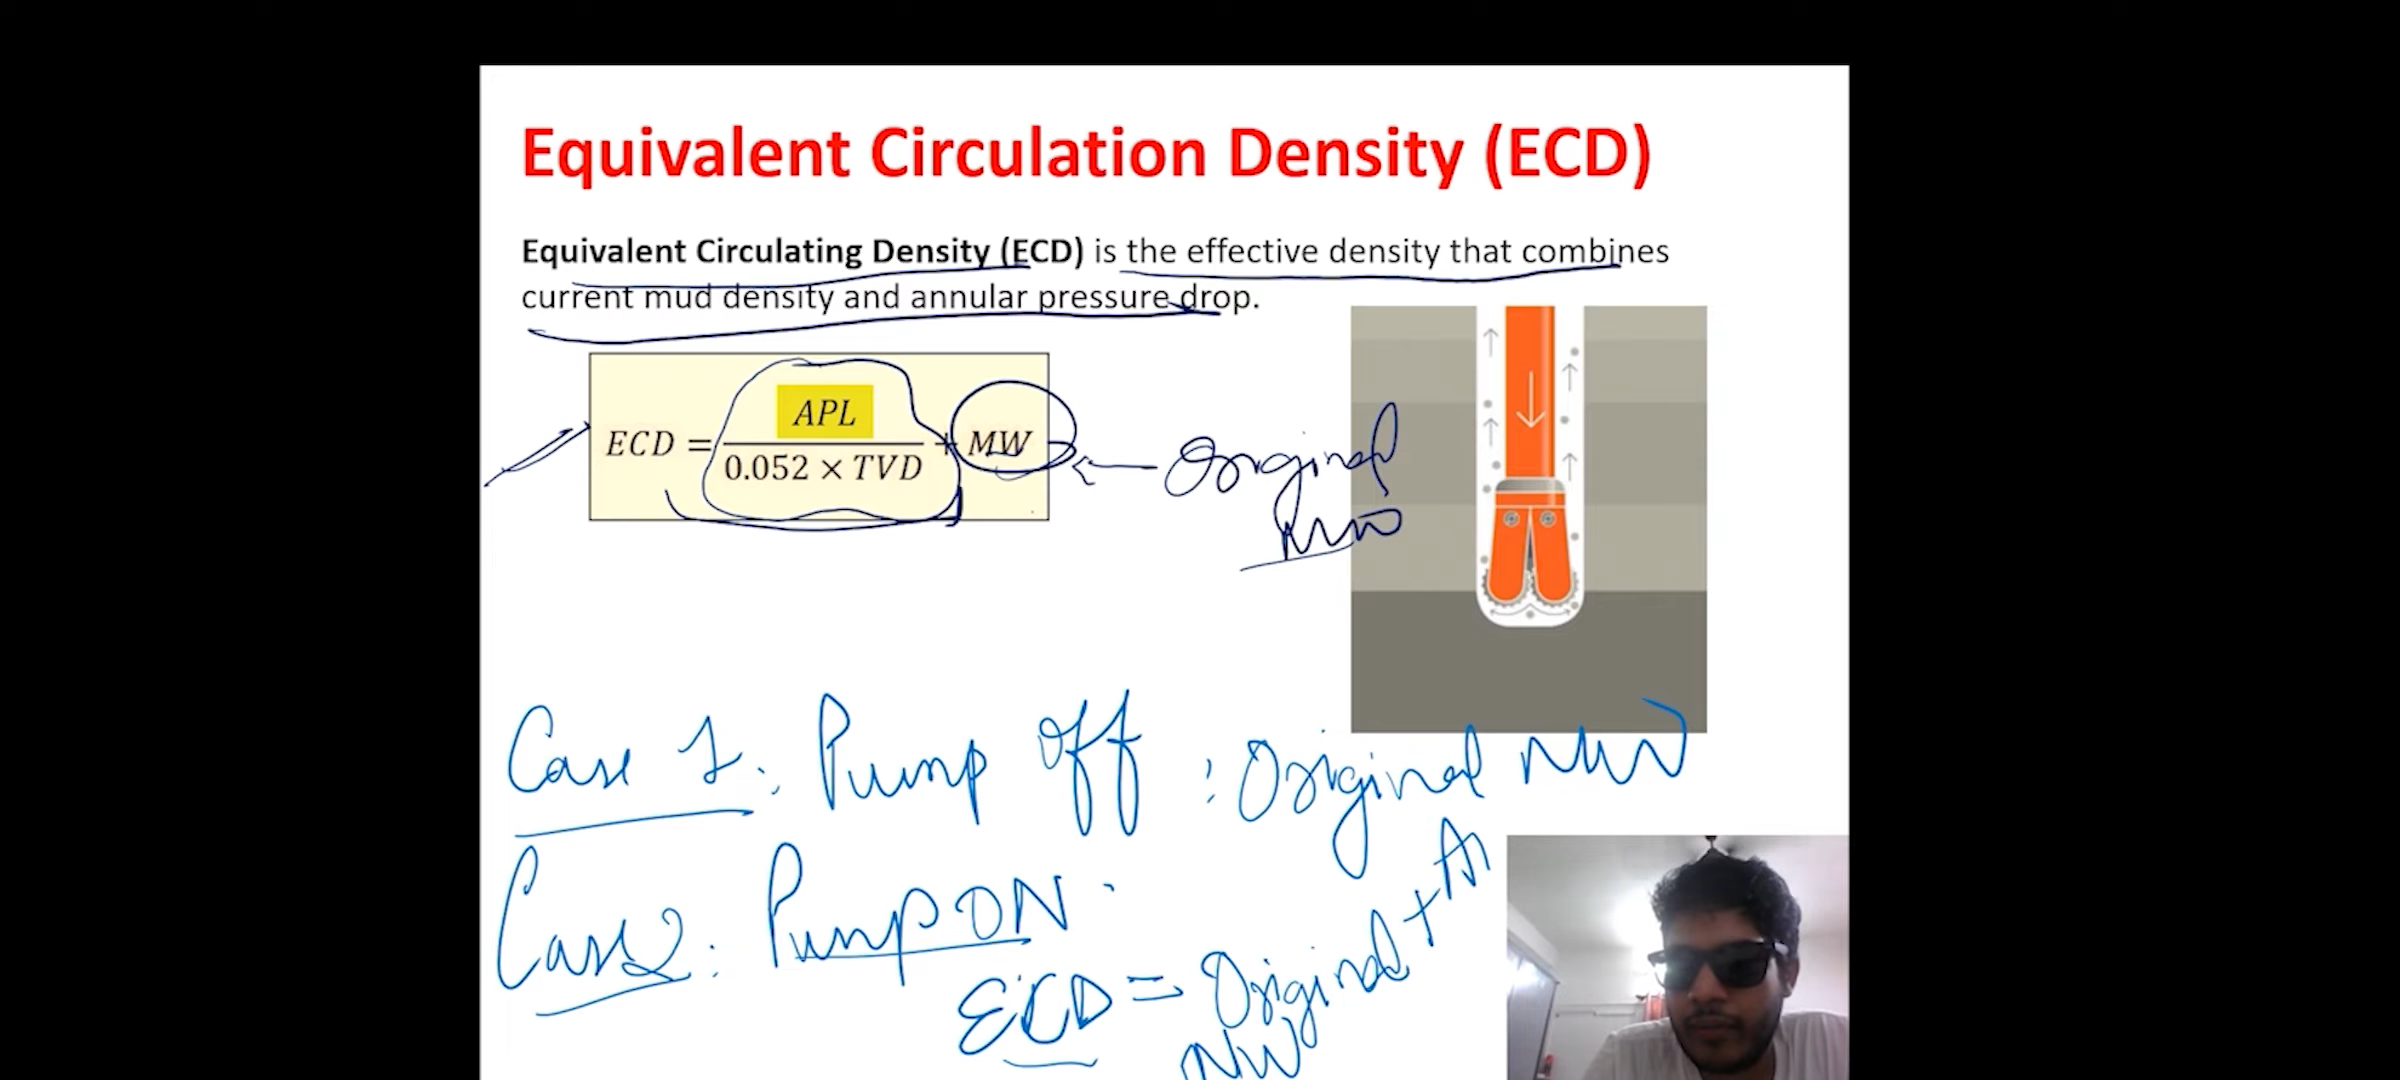 Equivalent Circulation Density (ECD)
Equivalent Circulating Density (ECD) is the effective density that combines
current mud density and annular pressure drop.
ECD = APL / 0.052 × TVD + MW
← Original
MW
Case 1: Pump off : Original MW
Case 2: Pump ON.
ECD = Original +
MW